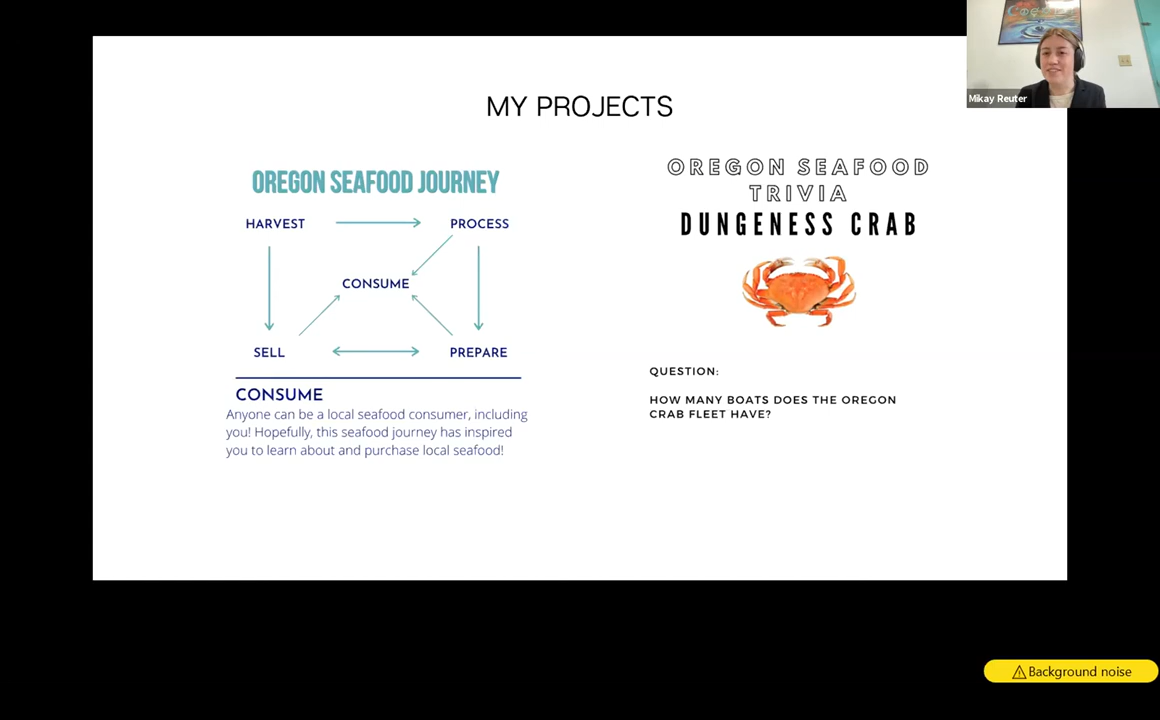 MY PROJECTS
OREGON SEAFOOD JOURNEY
HARVEST
PROCESS
CONSUME
SELL
PREPARE
CONSUME
Anyone can be a local seafood consumer, including
you! Hopefully, this seafood journey has inspired
you to learn about and purchase local seafood!
OREGON SEAFOOD
TRIVIA
DUNGENESS CRAB
QUESTION:
HOW MANY BOATS DOES THE OREGON
CRAB FLEET HAVE?
Mikay Reuter
Background noise